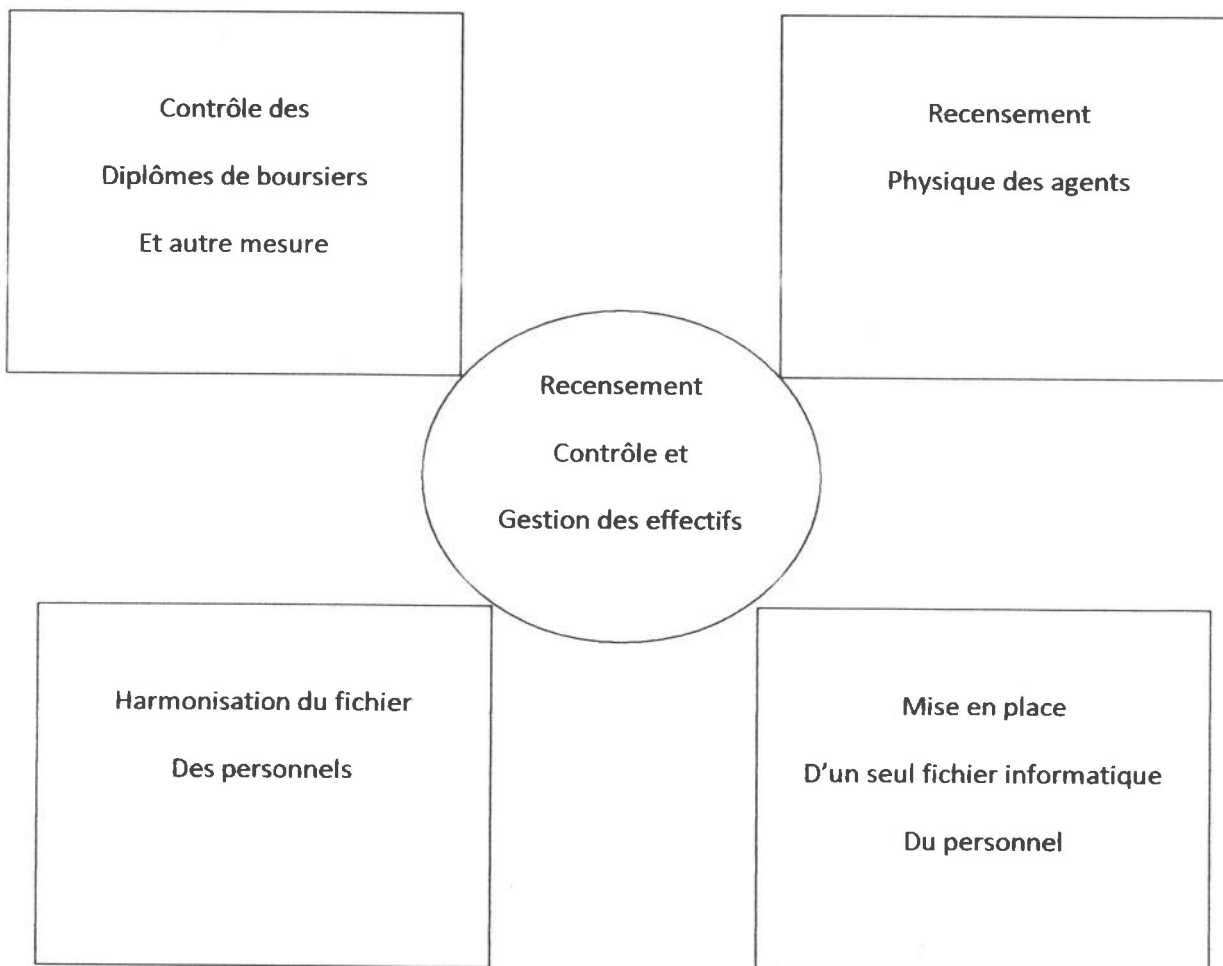 Contrôle des
Diplômes de boursiers
Et autre mesure
Recensement
Physique des agents
Recensement
Contrôle et
Gestion des effectifs
Harmonisation du fichier
Des personnels
Mise en place
D'un seul fichier informatique
Du personnel